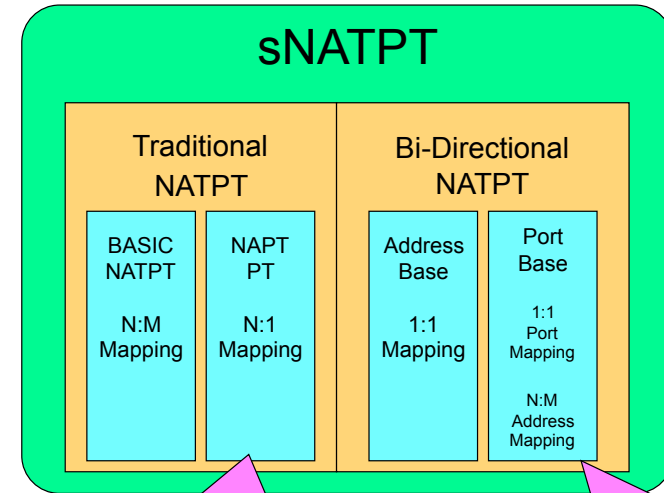 sNATPT
Traditional
NATPT
BASIC
NATPT
N:M
Mapping
NAPT
PT
N:1
Mapping
Bi-Directional
NATPT
Address
Base
1:1
Mapping
Port
Base
1:1
Port
Mapping
N:M
Address
Mapping